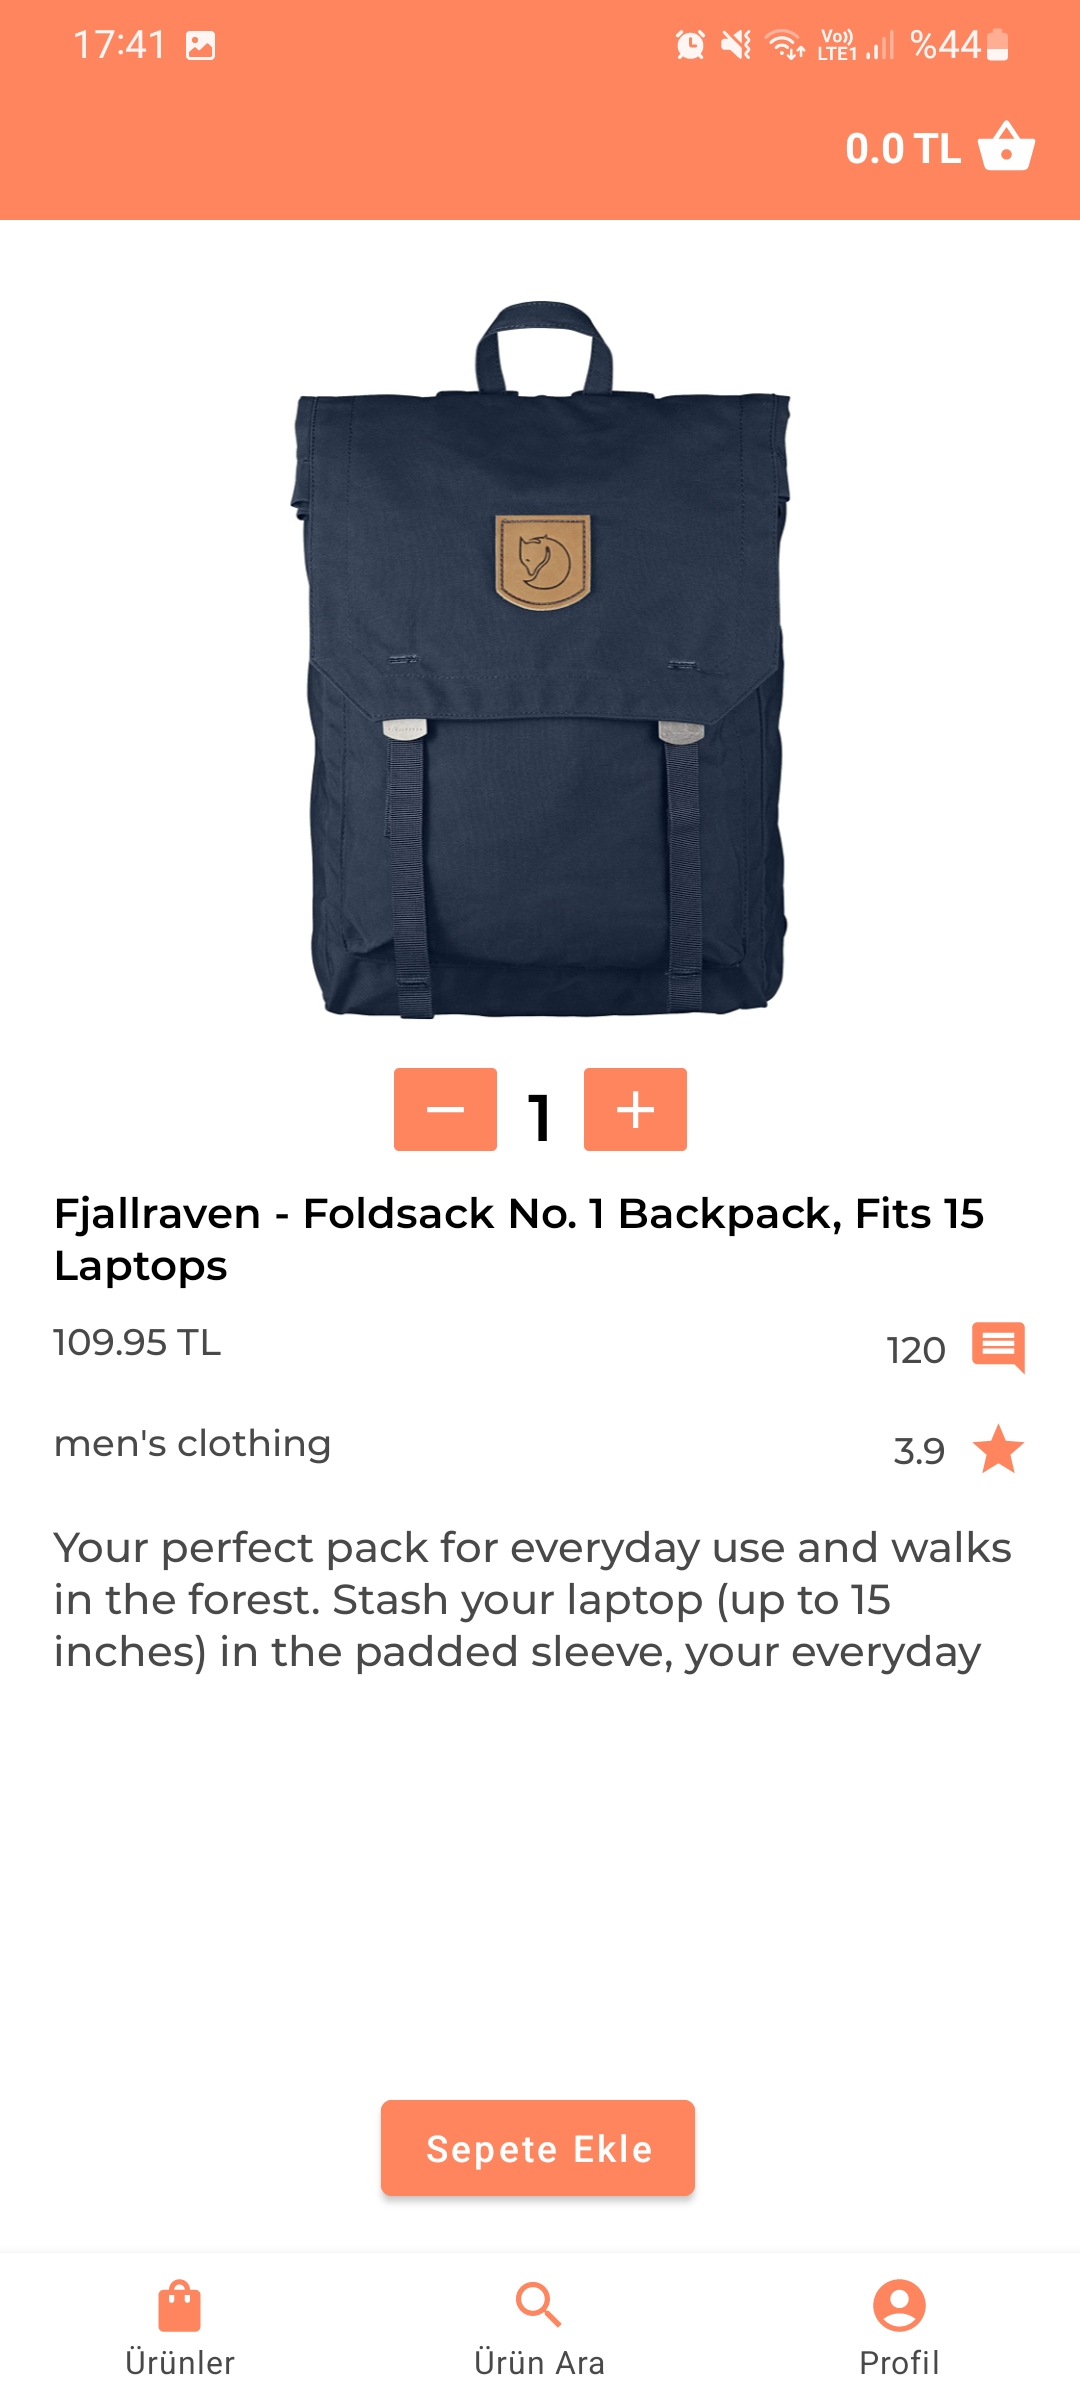 17:41
Vo))
LTE1
%44
0.0 TL
1
Fjallraven - Foldsack No. 1 Backpack, Fits 15
Laptops
109.95 TL
120
men's clothing
3.9
Your perfect pack for everyday use and walks
in the forest. Stash your laptop (up to 15
inches) in the padded sleeve, your everyday
Sepete Ekle
Ürünler
Ürün Ara
Profil